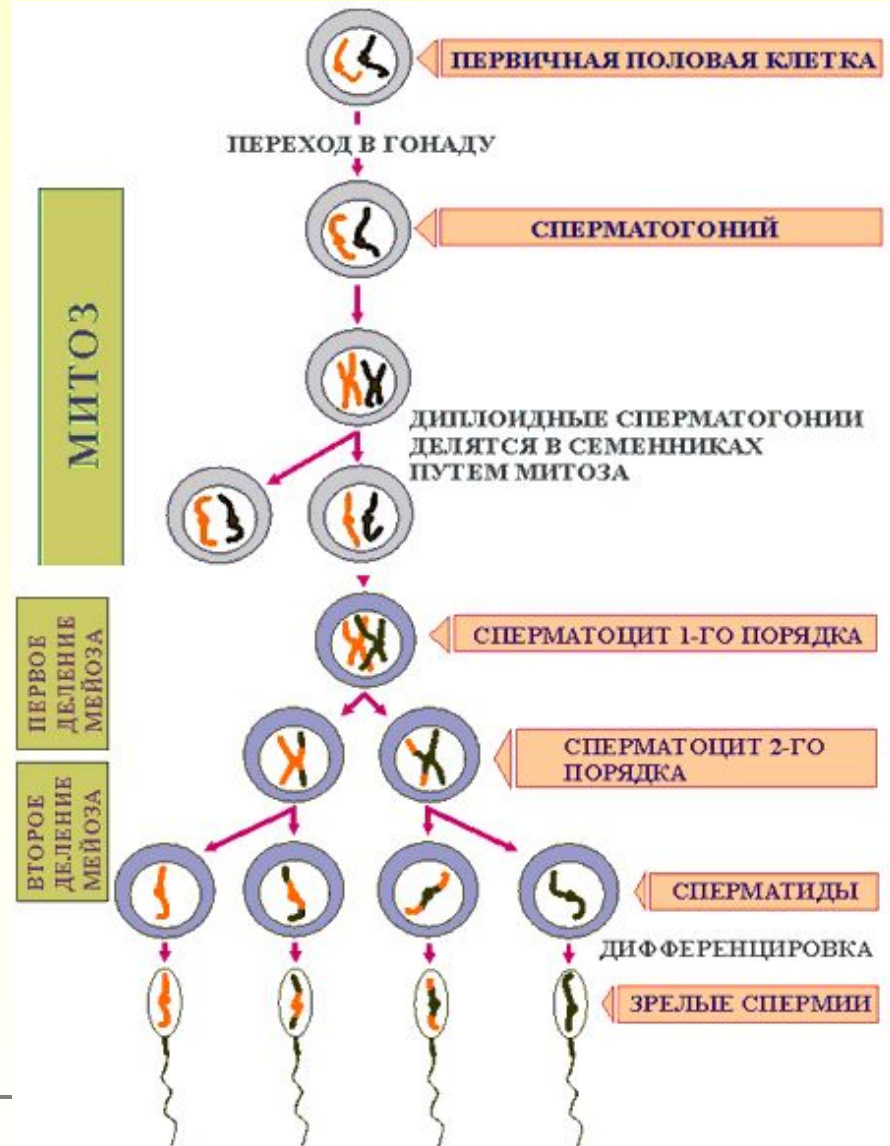 ПЕРВИЧНАЯ ПОЛОВАЯ КЛЕТКА
ПЕРЕХОД В ГОНАДУ
СПЕРМАТОГОНИЙ
МИТОЗ
ДИПЛОИДНЫЕ СПЕРМАТОГОНИИ
ДЕЛЯТСЯ В СЕМЕННИКАХ
ПУТЕМ МИТОЗА
ПЕРВОЕ
ДЕЛЕНИЕ
МЕЙОЗА
СПЕРМАТОЦИТ 1-ГО ПОРЯДКА
СПЕРМАТОЦИТ 2-ГО
ПОРЯДКА
ВТОРОЕ
ДЕЛЕНИЕ
МЕЙОЗА
СПЕРМАТИДЫ
ДИФФЕРЕНЦИРОВКА
ЗРЕЛЫЕ СПЕРМИИ